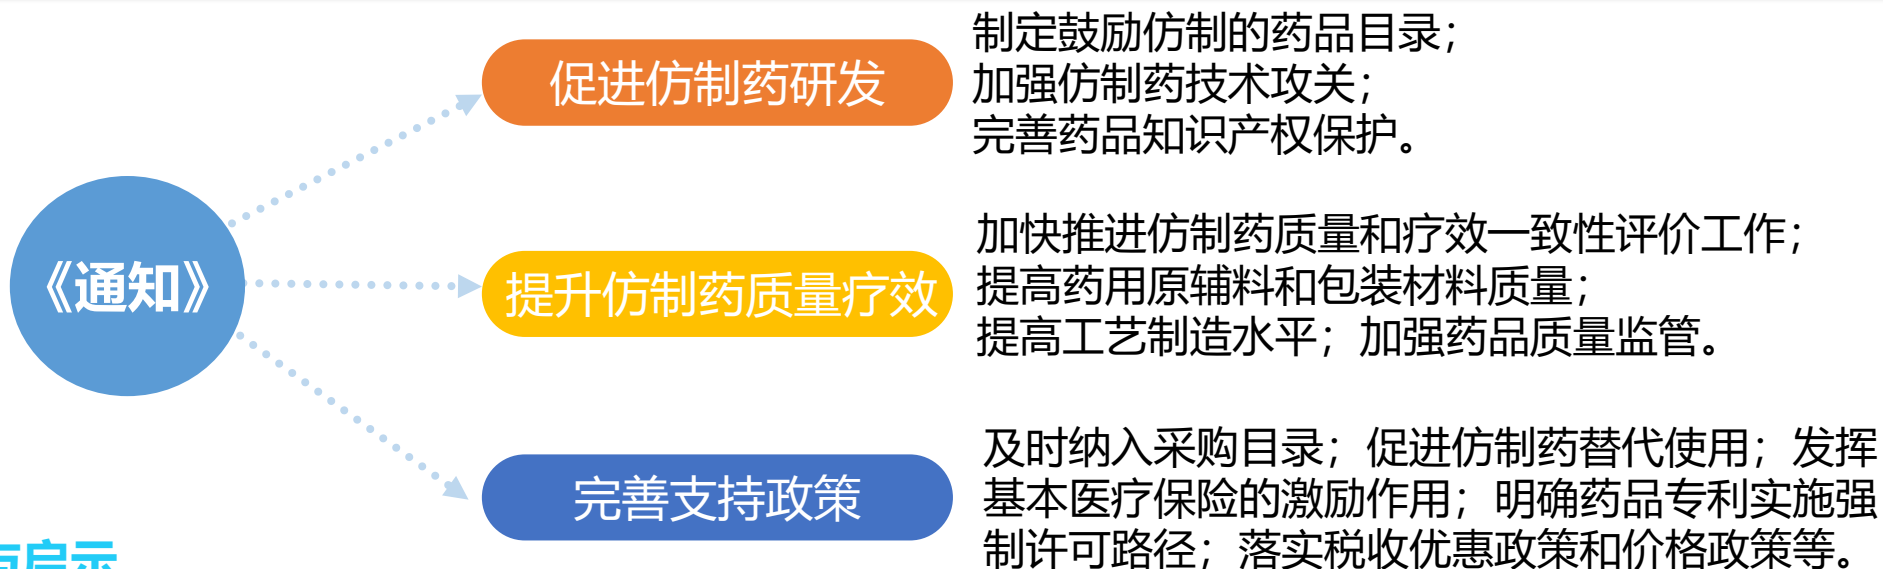 制定鼓励仿制的药品目录；
促进仿制药研发
加强仿制药技术攻关；
完善药品知识产权保护。
《通知》
加快推进仿制药质量和疗效一致性评价工作；
提升仿制药质量疗效
提高药用原辅料和包装材料质量；
提高工艺制造水平；加强药品质量监管。
完善支持政策
及时纳入采购目录；促进仿制药替代使用；发挥
基本医疗保险的激励作用；明确药品专利实施强
制许可路径；落实税收优惠政策和价格政策等。
启示